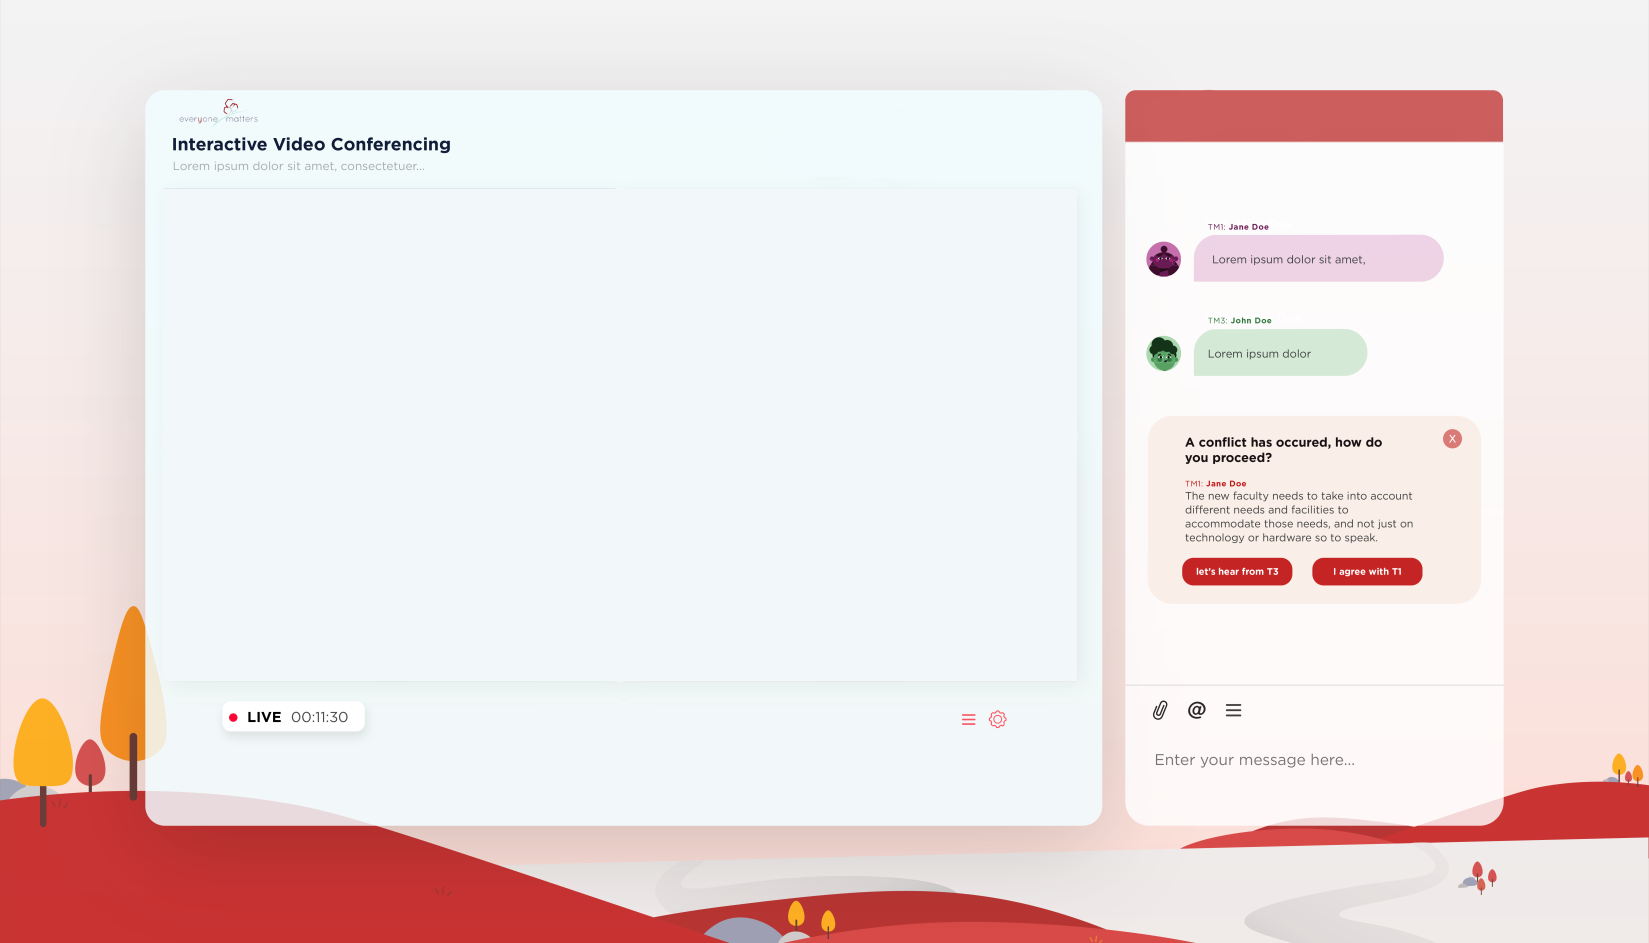 everyone matters
Interactive Video Conferencing
Lorem ipsum dolor sit amet, consectetuer...
LIVE 00:11:30
TM1: Jane Doe
Lorem ipsum dolor sit amet,
TM3: John Doe
Lorem ipsum dolor
A conflict has occured, how do
you proceed?
X
TM1: Jane Doe
The new faculty needs to take into account
different needs and facilities to
accommodate those needs, and not just on
technology or hardware so to speak.
let's hear from T3
I agree with T1
@
Enter your message here...